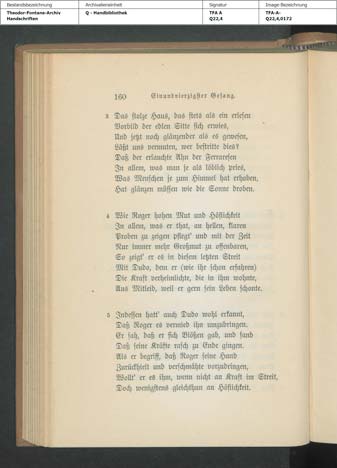 Bestandsbezeichnung Archivalieneinheit Signatur Image-Bezeichnung
Theodor-Fontane-Archiv Q - Handbibliothek TFA A TFA-A-
Handschriften Q22,4 Q22,4,0172
160 Einundvierzigster Gesang.
3 Das stolze Haus, das stets als ein erlesen
Vorbild der edlen Sitte sich erwies,
Und jetzt noch glänzender als es gewesen,
Läßt uns vermuten, wer bestritte dies?
Daß der erlauchte Ahn der Ferraresen
In allem, was man je als löblich pries,
Was Menschen je zum Himmel hat erhoben,
Hat glänzen müssen wie die Sonne droben.
4 Wie Roger hohen Mut und Höflichkeit
In allem, was er that, an hellen, klaren
Proben zu zeigen pflegt' und mit der Zeit
Nur immer mehr Großmut zu offenbaren,
So zeigt' er es in diesem letzten Streit
Mit Dudo, dem er (wie ihr schon erfahren)
Die Kraft verheimlichte, die in ihm wohnte,
Aus Mitleid, weil er gern sein Leben schonte.
5 Indessen hatt' auch Dudo wohl erkannt,
Daß Roger es vermied ihn umzubringen.
Er sah, daß er sich Blößen gab, und fand
Daß seine Kräfte rasch zu Ende gingen.
Als er begriff, daß Roger seine Hand
Zurückhielt und verschmähte vorzudringen,
Wollt' er es ihm, wenn nicht an Kraft im Streit,
Doch wenigstens gleichthun an Höflichkeit.